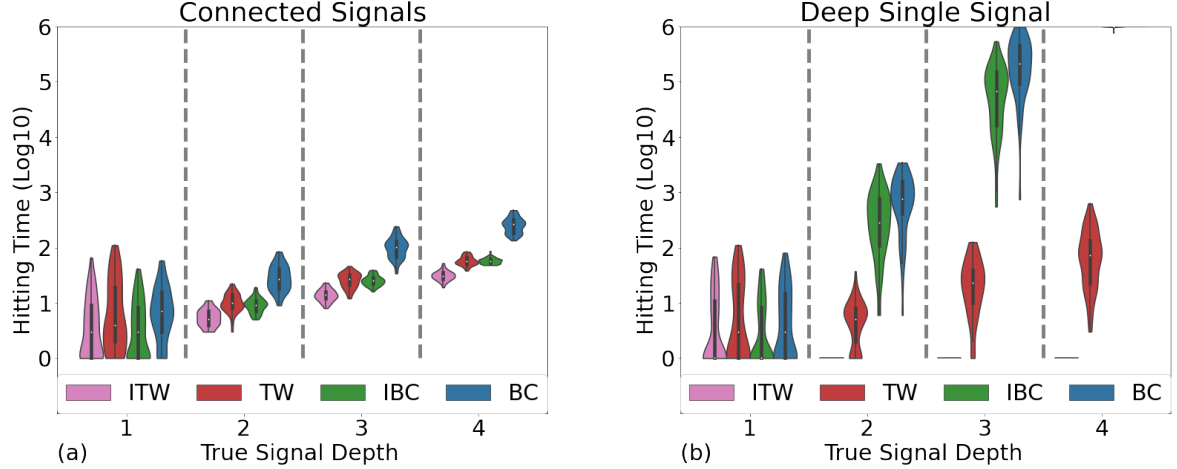 Connected Signals
6
5
4
3
2
1
0
Hitting Time (Log10)
ITW TW IBC BC
1 2 3 4
(a) True Signal Depth
Deep Single Signal
6
5
4
3
2
1
0
Hitting Time (Log10)
ITW TW IBC BC
1 2 3 4
(b) True Signal Depth